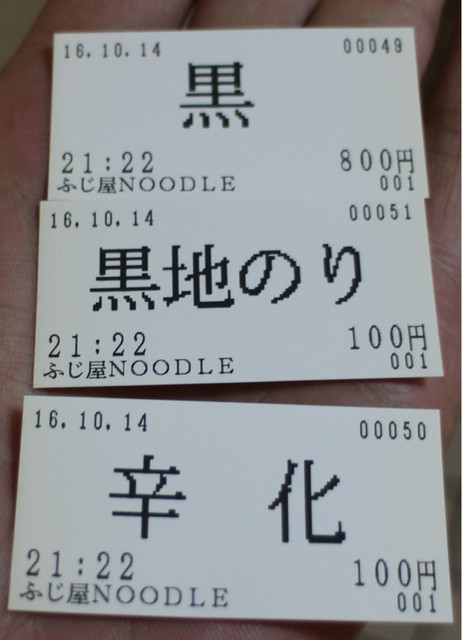 16.10.14 00049
黒
21:22 800円
ふじ屋NOODLE 001
16.10.14 00051
黒地のり
21:22 100円
ふじ屋NOODLE 001
16.10.14 00050
辛 化
21:22 100円
ふじ屋NOODLE 001